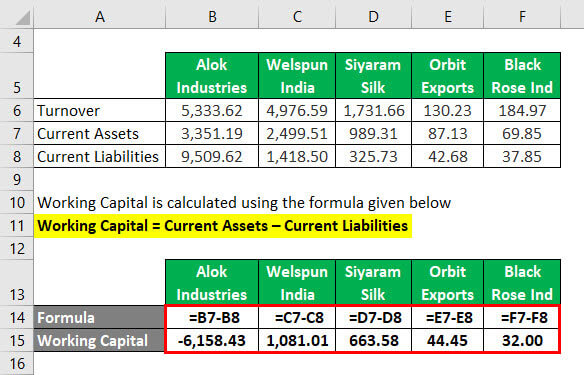 A B C D E F
4
Alok Welspun Siyaram Orbit Black
5 Industries India Silk Exports Rose Ind
6 Turnover 5,333.62 4,976.59 1,731.66 130.23 184.97
7 Current Assets 3,351.19 2,499.51 989.31 87.13 69.85
8 Current Liabilities 9,509.62 1,418.50 325.73 42.68 37.85
9
10 Working Capital is calculated using the formula given below
11 Working Capital = Current Assets – Current Liabilities
12
Alok Welspun Siyaram Orbit Black
13 Industries India Silk Exports Rose Ind
14 Formula =B7-B8 =C7-C8 =D7-D8 =E7-E8 =F7-F8
15 Working Capital -6,158.43 1,081.01 663.58 44.45 32.00
16